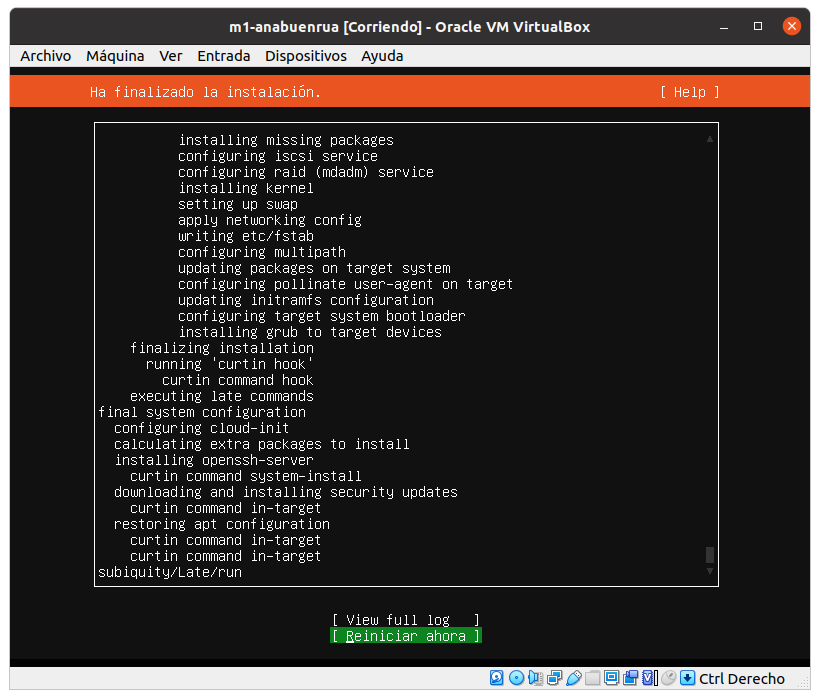 m1-anabuenrua [Corriendo] - Oracle VM VirtualBox
Archivo Máquina Ver Entrada Dispositivos Ayuda
Ha finalizado la instalación. [ Help ]
installing missing packages
configuring iscsi service
configuring raid (mdadm) service
installing kernel
setting up swap
apply networking config
writing etc/fstab
configuring multipath
updating packages on target system
configuring pollinate user-agent on target
updating initramfs configuration
configuring target system bootloader
installing grub to target devices
finalizing installation
running 'curtin hook'
curtin command hook
executing late commands
final system configuration
configuring cloud-init
calculating extra packages to install
installing openssh-server
curtin command system-install
downloading and installing security updates
curtin command in-target
restoring apt configuration
curtin command in-target
curtin command in-target
subiquity/Late/run
[ View full log ]
[ Reiniciar ahora ]
Ctrl Derecho